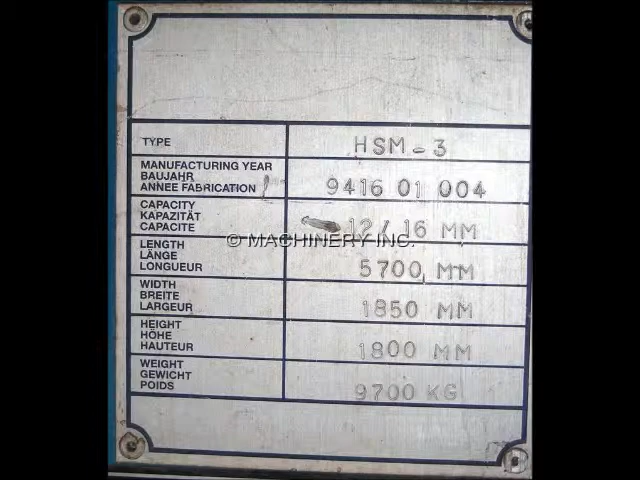 TYPE HSM-3
MANUFACTURING YEAR
BAUJAHR
ANNEE FABRICATION 9416 01 004
CAPACITY
KAPAZITÄT 12/16 MM
CAPACITE
© MACHINERY INC.
LENGTH
LÄNGE 5700 MM
LONGUEUR
WIDTH
BREITE 1850 MM
LARGEUR
HEIGHT
HÖHE 1800 MM
HAUTEUR
WEIGHT
GEWICHT 9700 KG
POIDS